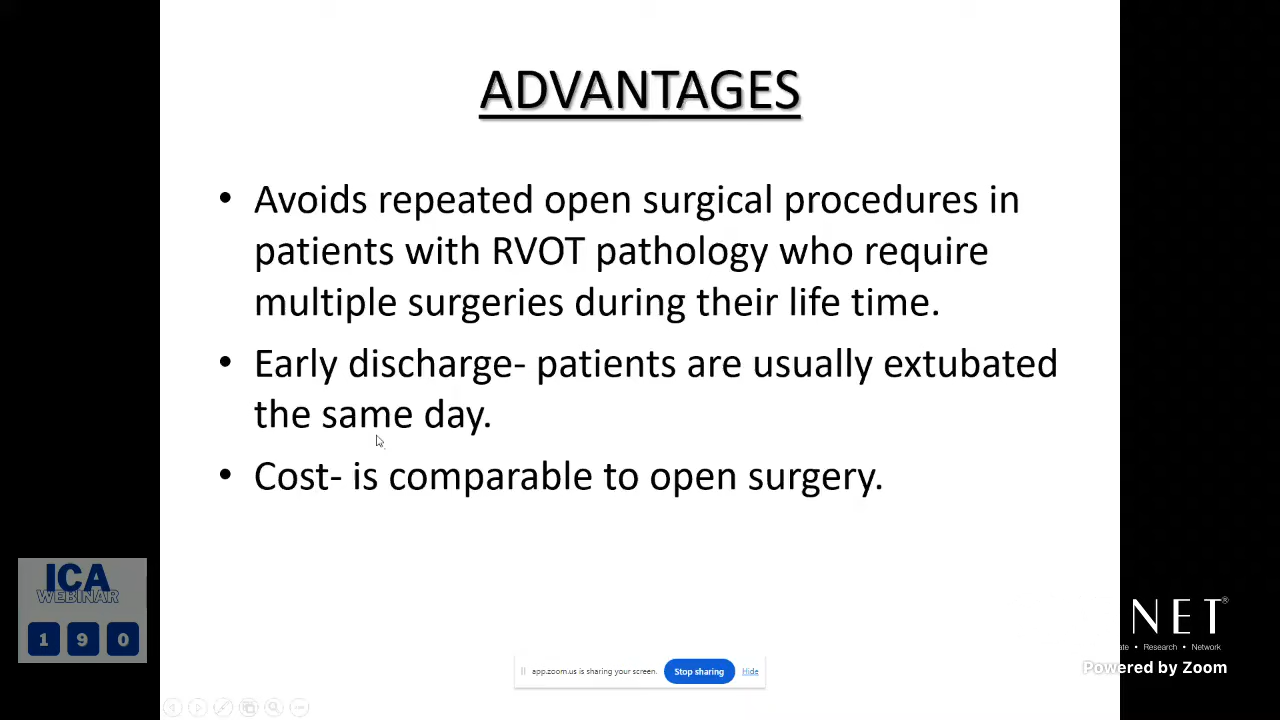 ADVANTAGES
• Avoids repeated open surgical procedures in
patients with RVOT pathology who require
multiple surgeries during their life time.
• Early discharge- patients are usually extubated
the same day.
• Cost- is comparable to open surgery.
ICA
WEBINAR
1 9 0
NET®
ate • Research • Network
Powered by Zoom
app.zoom.us is sharing your screen.
Stop sharing
Hide